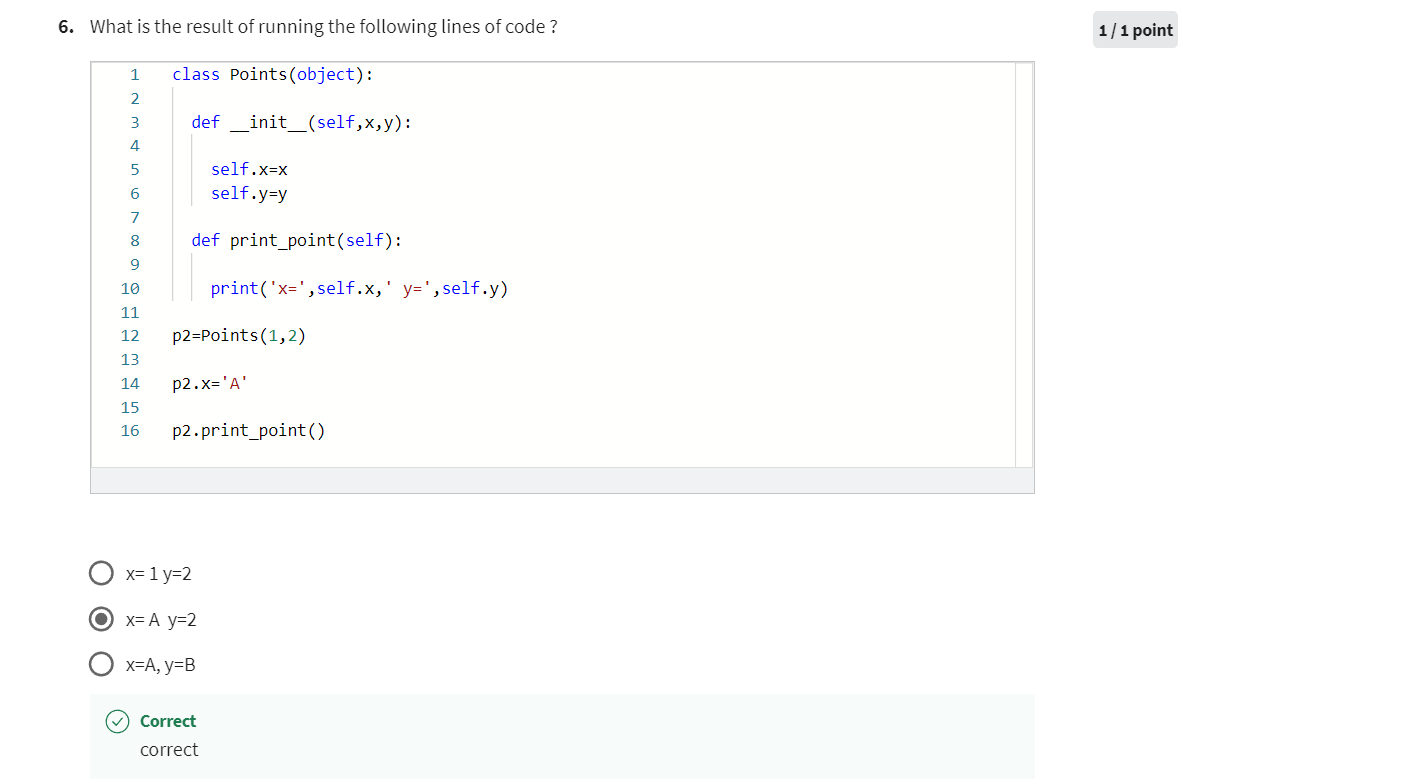 6. What is the result of running the following lines of code ?
1 / 1 point
1 class Points(object):
2
3 def __init__(self,x,y):
4
5 self.x=x
6 self.y=y
7
8 def print_point(self):
9
10 print('x=',self.x,' y=',self.y)
11
12 p2=Points(1,2)
13
14 p2.x='A'
15
16 p2.print_point()
x= 1 y=2
x= A y=2
x=A, y=B
Correct
correct